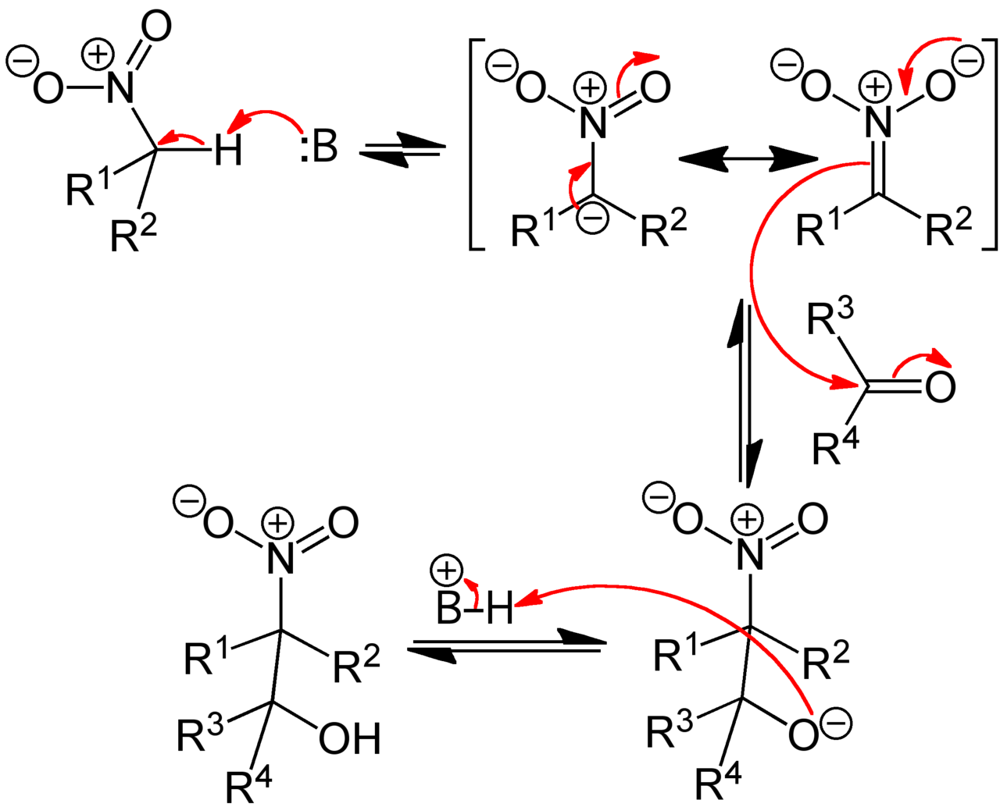 ⊖ O ⊕ N O
R¹ R² H :B
⊖ O ⊕ N O
R¹ ⊖ R²
⊖ O ⊕ N O ⊖
R¹ R²
R³
O
R⁴
⊖ O ⊕ N O
R¹ R²
R³ O ⊖
R⁴
⊕
B H
⊖ O ⊕ N O
R¹ R²
R³ OH
R⁴